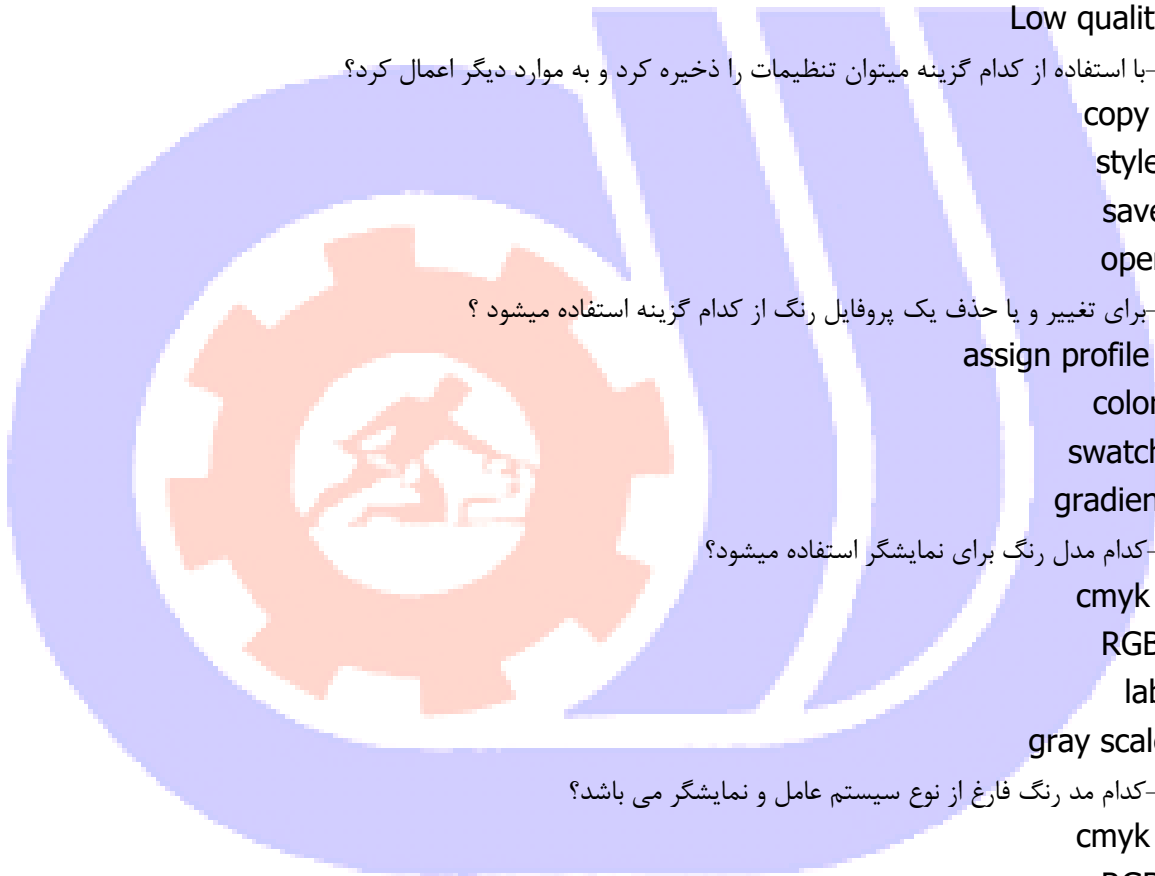 Low qualit
-با استفاده از کدام گزینه میتوان تنظیمات را ذخیره کرد و به موارد دیگر اعمال کرد؟
copy
style
save
open
-برای تغییر و یا حذف یک پروفایل رنگ از کدام گزینه استفاده میشود ؟
assign profile
color
swatch
gradien
-کدام مدل رنگ برای نمایشگر استفاده میشود؟
cmyk
RGB
lab
gray scale
-کدام مد رنگ فارغ از نوع سیستم عامل و نمایشگر می باشد؟
cmyk